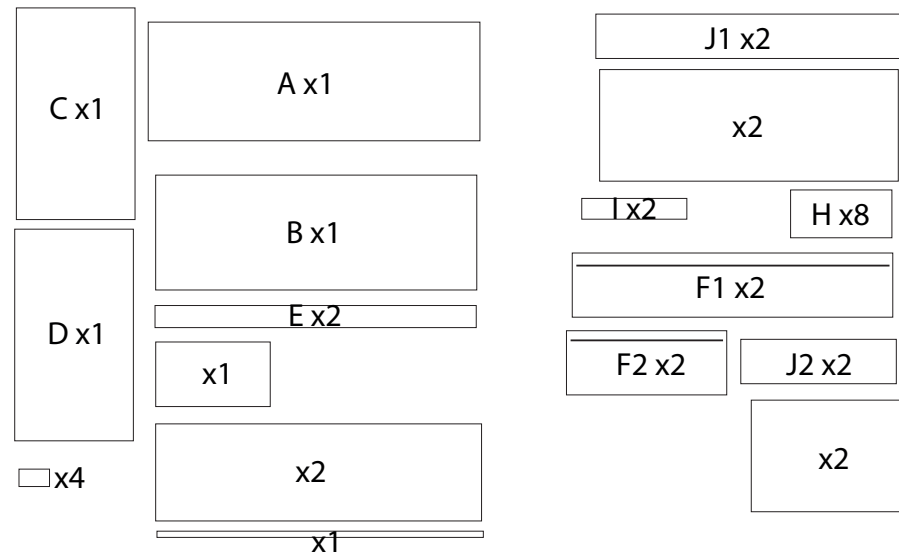 C x1
A x1
B x1
E x2
D x1
x1
x4
x2
x1
J1 x2
x2
I x2
H x8
F1 x2
F2 x2
J2 x2
x2